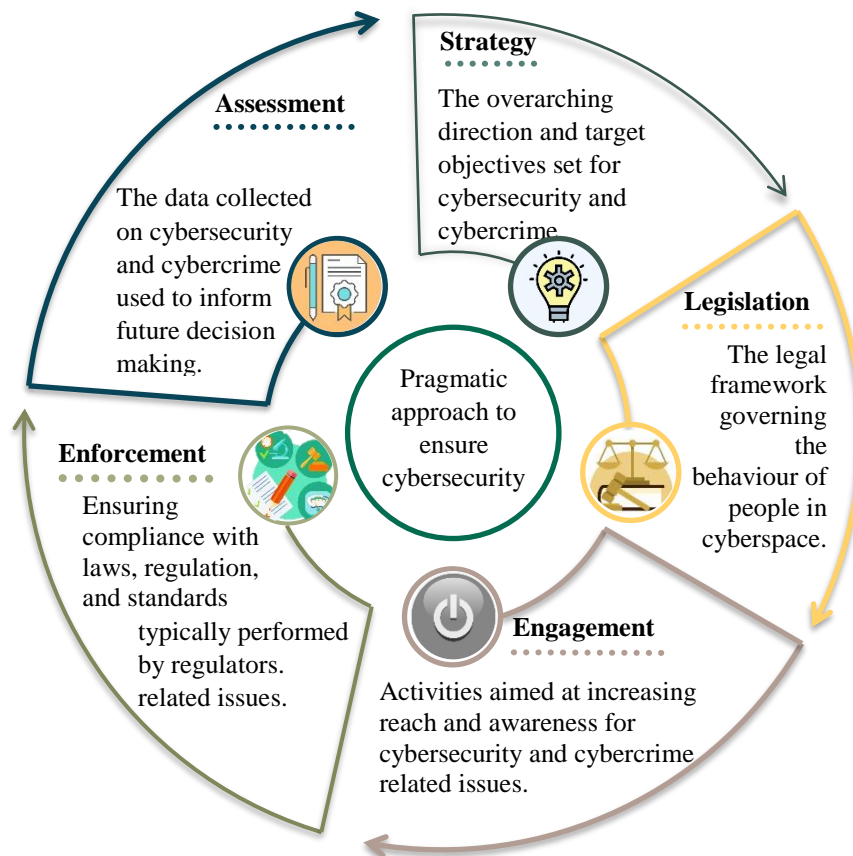 Strategy
The overarching
direction and target
objectives set for
cybersecurity and
cybercrime.
Legislation
The legal
framework
governing
the
behaviour of
people in
cyberspace.
Engagement
Activities aimed at increasing
reach and awareness for
cybersecurity and cybercrime
related issues.
Enforcement
Ensuring
compliance with
laws, regulation,
and standards
typically performed
by regulators.
related issues.
Assessment
The data collected
on cybersecurity
and cybercrime
used to inform
future decision
making.
Pragmatic
approach to
ensure
cybersecurity